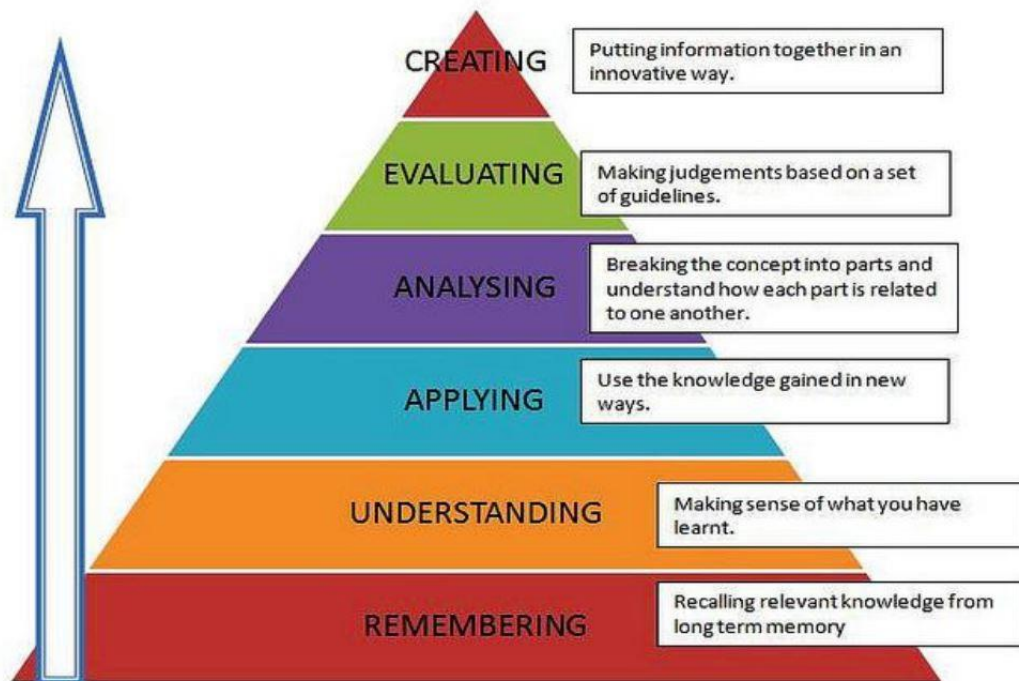 CREATING
Putting information together in an
innovative way.
EVALUATING
Making judgements based on a set
of guidelines.
ANALYSING
Breaking the concept into parts and
understand how each part is related
to one another.
APPLYING
Use the knowledge gained in new
ways.
UNDERSTANDING
Making sense of what you have
learnt.
REMEMBERING
Recalling relevant knowledge from
long term memory